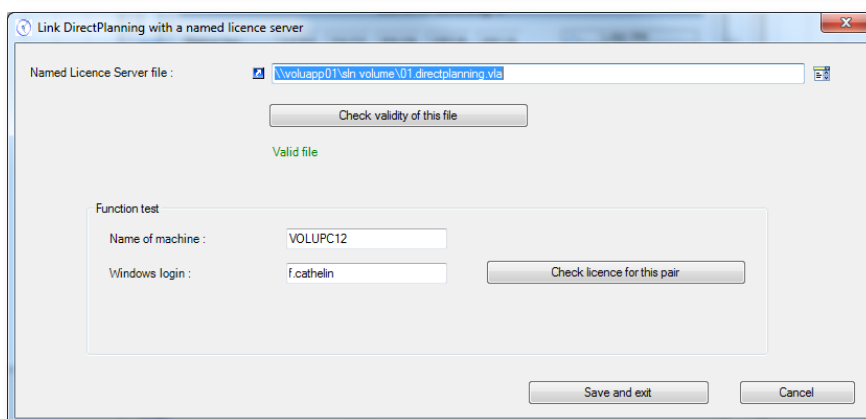 Link DirectPlanning with a named licence server
Named Licence Server file :
\\voluapp01\sln volume\01.directplanning.vla
Check validity of this file
Valid file
Function test
Name of machine :
VOLUPC12
Windows login :
f.cathelin
Check licence for this pair
Save and exit
Cancel